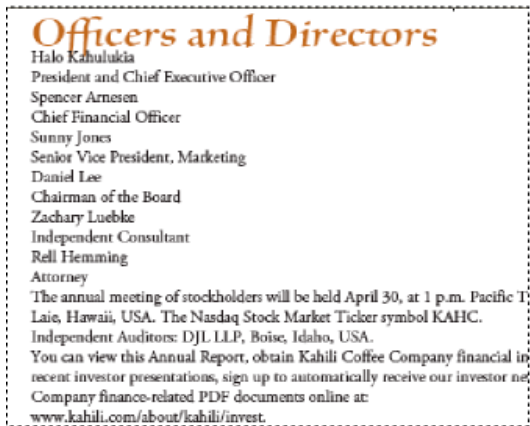 Officers and Directors
Halo Kahulukia
President and Chief Executive Officer
Spencer Arnesen
Chief Financial Officer
Sunny Jones
Senior Vice President, Marketing
Daniel Lee
Chairman of the Board
Zachary Luebke
Independent Consultant
Rell Hemming
Attorney
The annual meeting of stockholders will be held April 30, at 1 p.m. Pacific T
Laie, Hawaii, USA. The Nasdaq Stock Market Ticker symbol KAHC.
Independent Auditors: DJL LLP, Boise, Idaho, USA.
You can view this Annual Report, obtain Kahili Coffee Company financial in
recent investor presentations, sign up to automatically receive our investor ne
Company finance-related PDF documents online at:
www.kahili.com/about/kahili/invest.